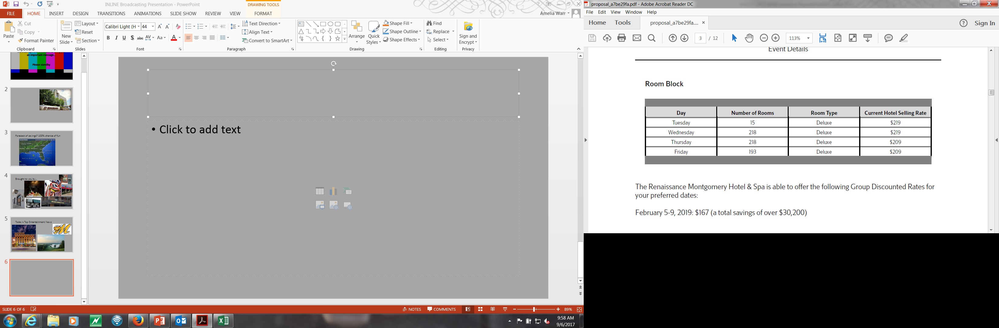 INLINE Broadcasting Presentation - PowerPoint
DRAWING TOOLS
FILE
HOME
INSERT
DESIGN
TRANSITIONS
ANIMATIONS
SLIDE SHOW
REVIEW
VIEW
FORMAT
Amelia Warr
Paste
Cut
Copy
Format Painter
Clipboard
New
Slide
Layout
Reset
Section
Slides
Calibri Light (H
44
Font
Text Direction
Align Text
Convert to SmartArt
Paragraph
Arrange
Quick
Styles
Shape Fill
Shape Outline
Shape Effects
Drawing
Find
Replace
Select
Editing
Sign and
Encrypt
Privacy
an important message...
Please standby
2
3
Forecast of savings? 100% chance of fun
4
Brought to you by...
5
Today's Top Entertainment News
6
• Click to add text
SLIDE 6 OF 6
NOTES
COMMENTS
89%
9:58 AM
9/6/2017
proposal_a7be29fa.pdf - Adobe Acrobat Reader DC
File Edit View Window Help
Home
Tools
proposal_a7be29fa....
Sign In
3 / 12
113%
Event Details
Room Block
Day Number of Rooms Room Type Current Hotel Selling Rate
Tuesday 15 Deluxe $219
Wednesday 218 Deluxe $219
Thursday 218 Deluxe $209
Friday 193 Deluxe $209
The Renaissance Montgomery Hotel & Spa is able to offer the following Group Discounted Rates for
your preferred dates:
February 5-9, 2019: $167 (a total savings of over $30,200)